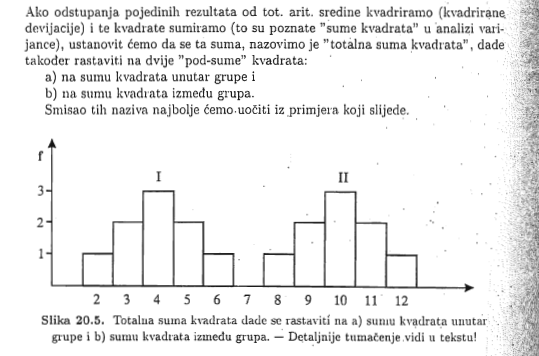 Ako odstupanja pojedinih rezultata od tot. arit. sredine kvadriramo (kvadrirane
devijacije) i te kvadrate sumiramo (to su poznate "sume kvadrata" u analizi vari-
jance), ustanovit ćemo da se ta suma, nazovimo je "totalna suma kvadrata", dade
također rastaviti na dvije "pod-sume" kvadrata:
a) na sumu kvadrata unutar grupe i
b) na sumu kvadrata između grupa.
Smisao tih naziva najbolje ćemo uočiti iz primjera koji slijede.
f
I
II
3
2
1
2 3 4 5 6 7 8 9 10 11 12
Slika 20.5. Totalna suma kvadrata dade se rastaviti na a) sumu kvadrata unutar
grupe i b) sumu kvadrata između grupa. — Detaljnije tumačenje vidi u tekstu!